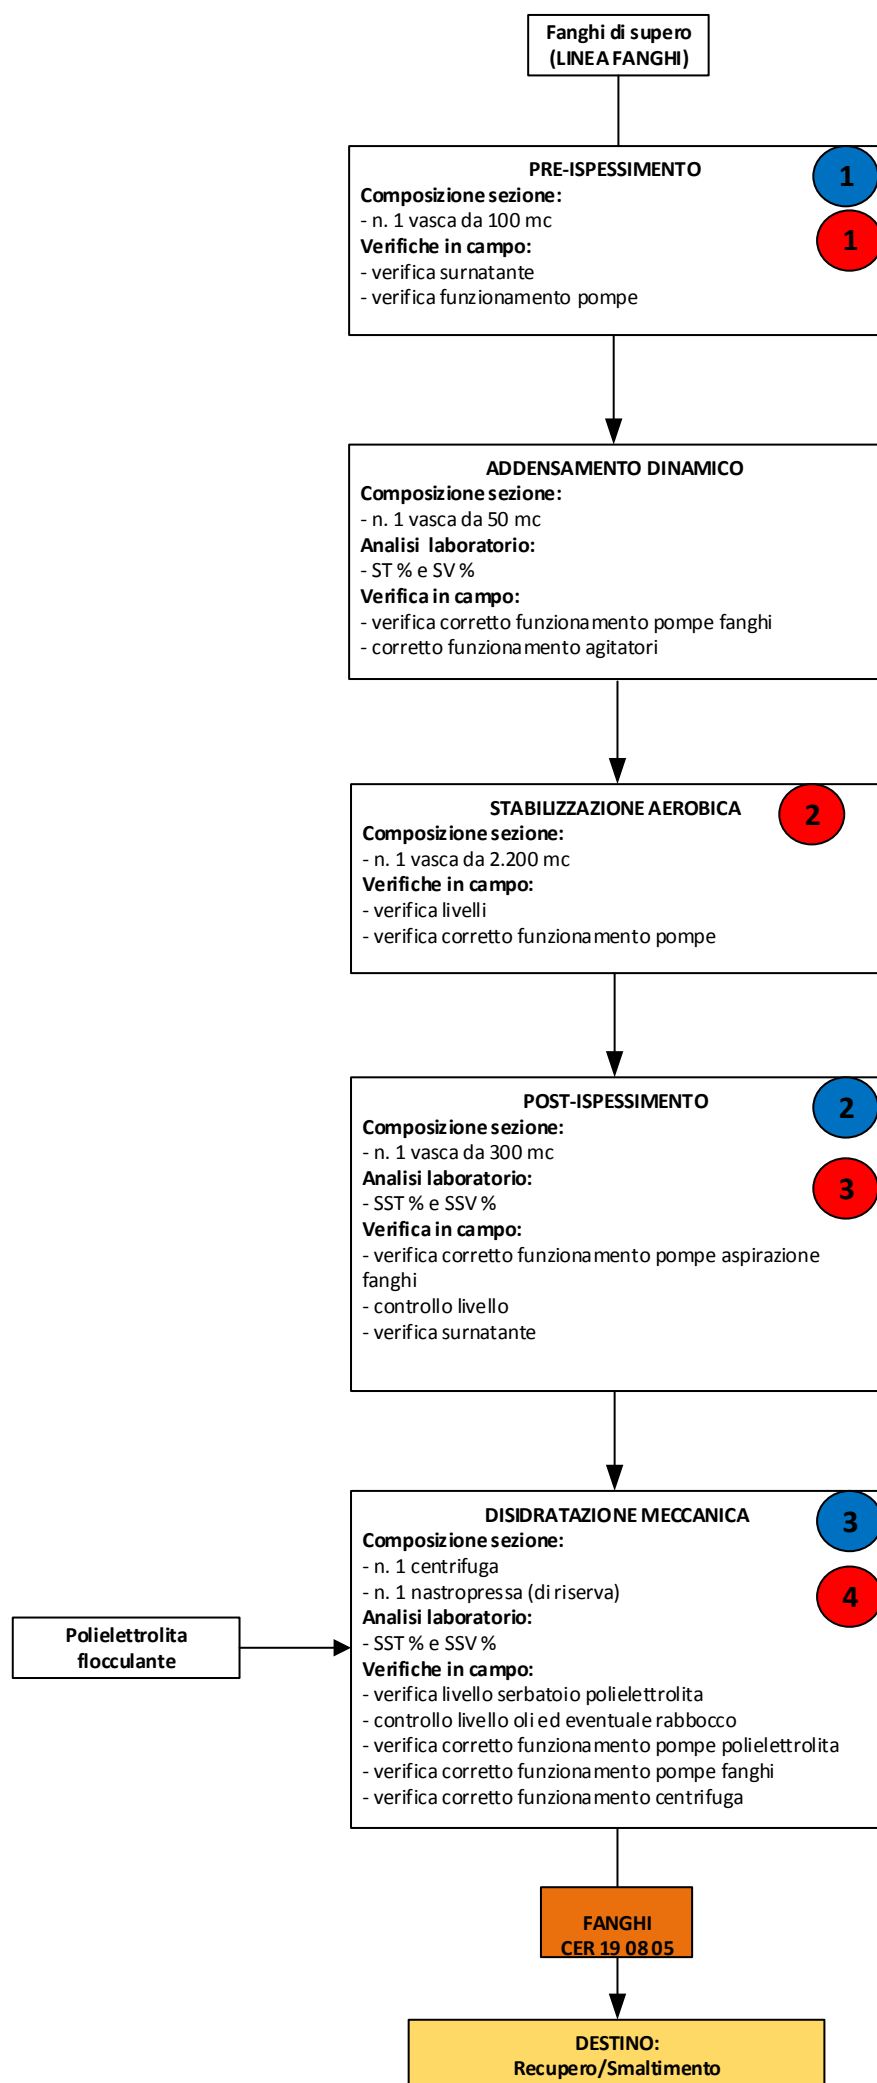 Fanghi di supero
(LINEA FANGHI)
PRE-ISPESSIMENTO
1
Composizione sezione:
- n. 1 vasca da 100 mc
1
Verifiche in campo:
- verifica surnatante
- verifica funzionamento pompe
ADDENSAMENTO DINAMICO
Composizione sezione:
- n. 1 vasca da 50 mc
Analisi laboratorio:
- ST % e SV %
Verifica in campo:
- verifica corretto funzionamento pompe fanghi
- corretto funzionamento agitatori
STABILIZZAZIONE AEROBICA
2
Composizione sezione:
- n. 1 vasca da 2.200 mc
Verifiche in campo:
- verifica livelli
- verifica corretto funzionamento pompe
POST-ISPESSIMENTO
2
Composizione sezione:
- n. 1 vasca da 300 mc
Analisi laboratorio:
3
- SST % e SSV %
Verifica in campo:
- verifica corretto funzionamento pompe aspirazione
fanghi
- controllo livello
- verifica surnatante
DISIDRATAZIONE MECCANICA
3
Composizione sezione:
- n. 1 centrifuga
- n. 1 nastropressa (di riserva)
4
Analisi laboratorio:
- SST % e SSV %
Verifiche in campo:
- verifica livello serbatoio polielettrolita
- controllo livello oli ed eventuale rabbocco
- verifica corretto funzionamento pompe polielettrolita
- verifica corretto funzionamento pompe fanghi
- verifica corretto funzionamento centrifuga
Polielettrolita
flocculante
FANGHI
CER 19 08 05
DESTINO:
Recupero/Smaltimento